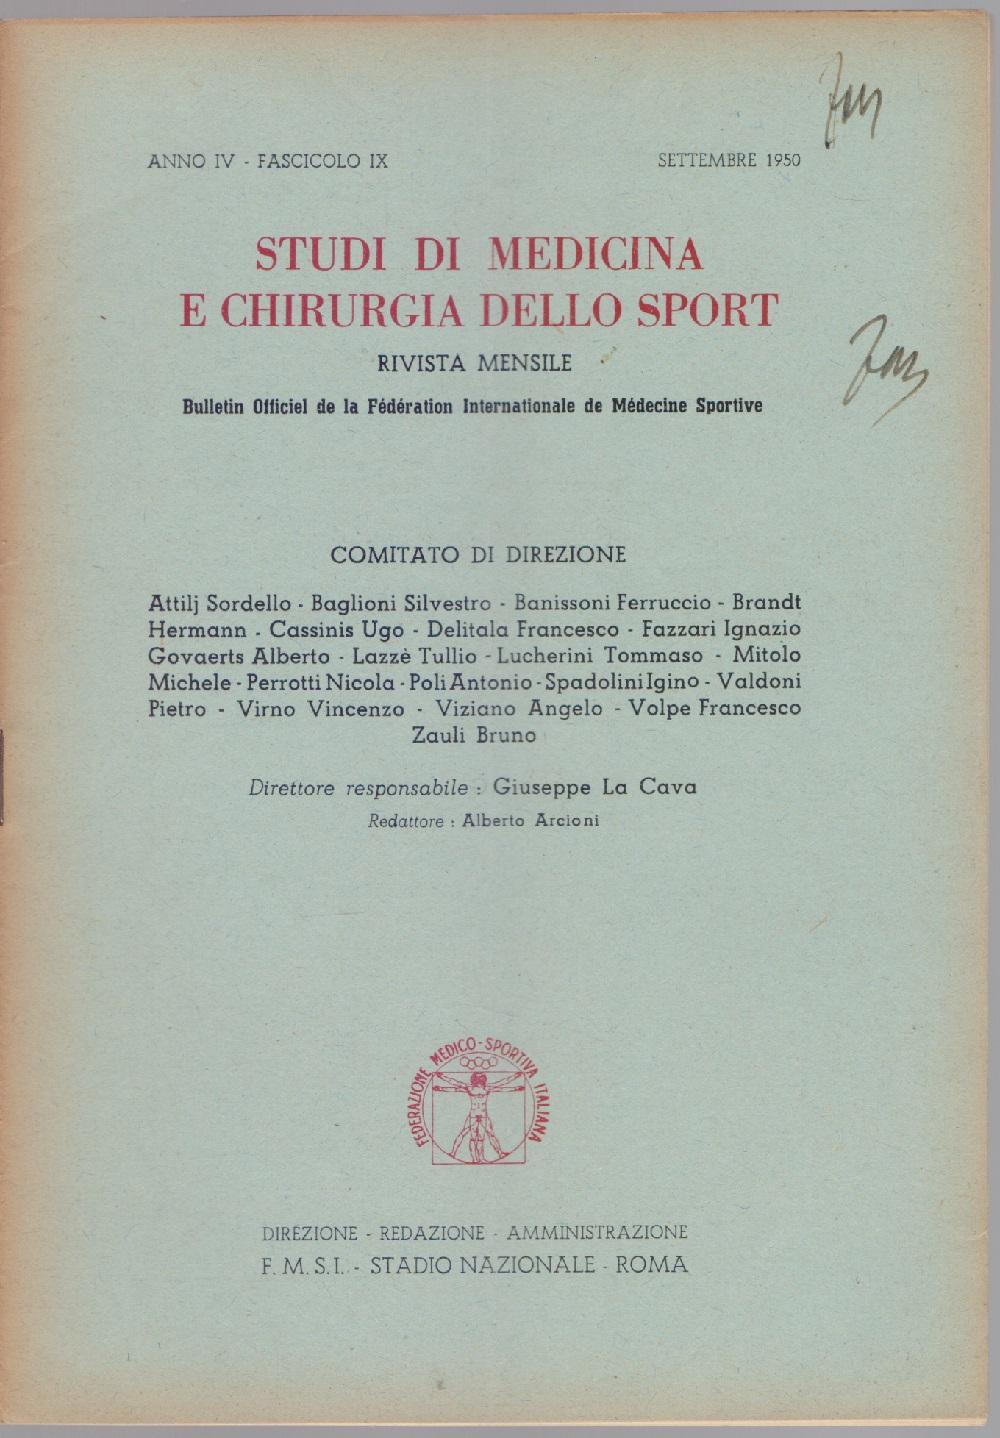 ANNO IV - FASCICOLO IX
SETTEMBRE 1950
STUDI DI MEDICINA
E CHIRURGIA DELLO SPORT
RIVISTA MENSILE
Bulletin Officiel de la Fédération Internationale de Médecine Sportive
COMITATO DI DIREZIONE
Attilj Sordello - Baglioni Silvestro - Banissoni Ferruccio - Brandt
Hermann - Cassinis Ugo - Delitala Francesco - Fazzari Ignazio
Govaerts Alberto - Lazzè Tullio - Lucherini Tommaso - Mitolo
Michele - Perrotti Nicola - Poli Antonio - Spadolini Igino - Valdoni
Pietro - Virno Vincenzo - Viziano Angelo - Volpe Francesco
Zauli Bruno
Direttore responsabile : Giuseppe La Cava
Redattore : Alberto Arcioni
FEDERAZIONE MEDICO-SPORTIVA ITALIANA
DIREZIONE - REDAZIONE - AMMINISTRAZIONE
F. M. S. I. - STADIO NAZIONALE - ROMA